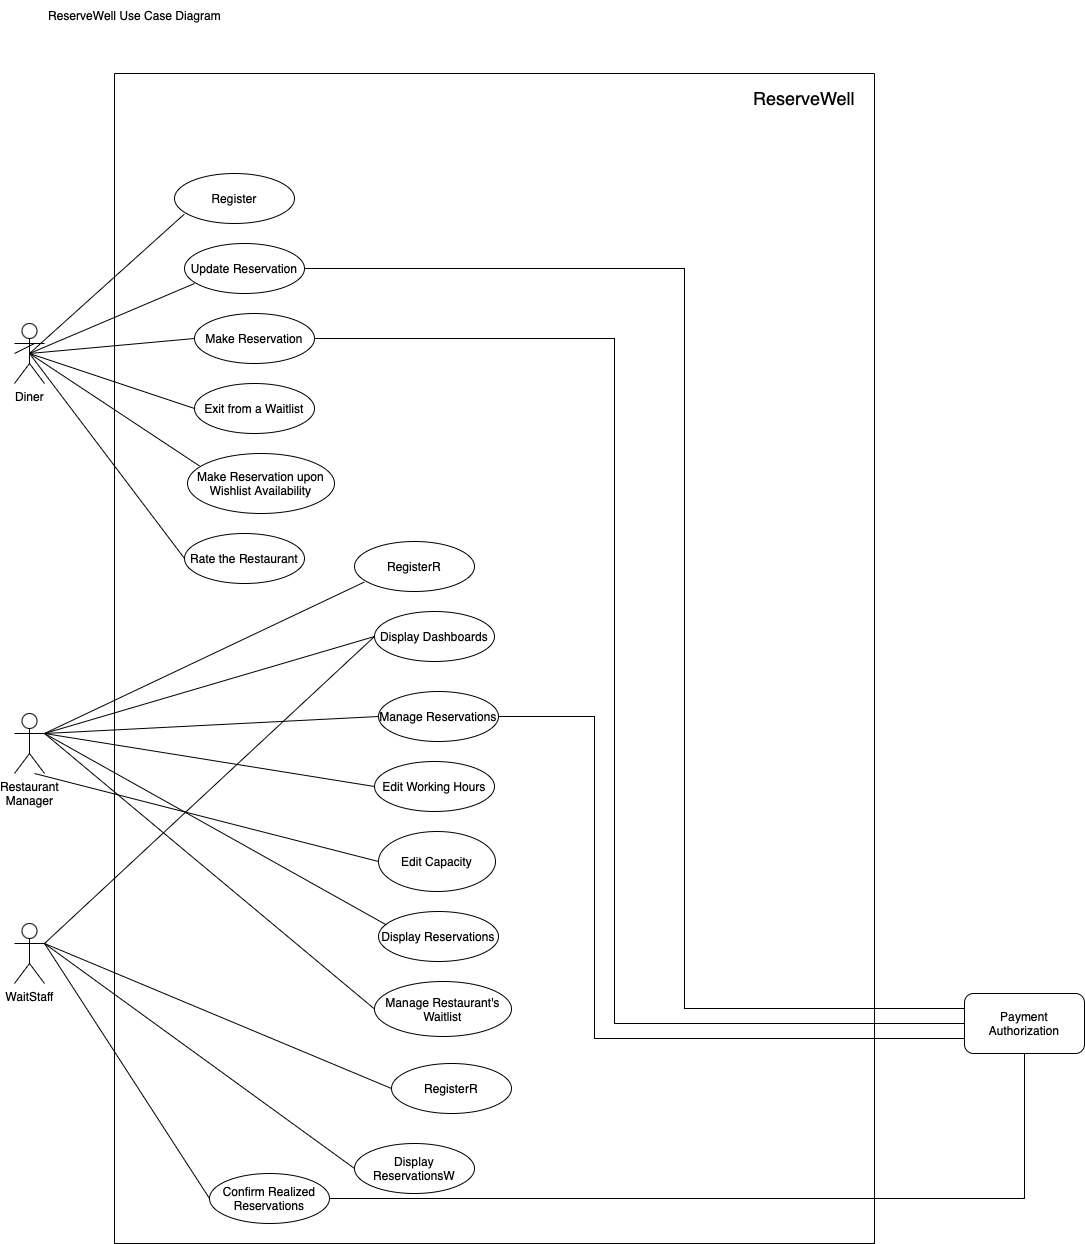 ReserveWell Use Case Diagram
ReserveWell
Register
Update Reservation
Make Reservation
Diner
Exit from a Waitlist
Make Reservation upon
Wishlist Availability
Rate the Restaurant
RegisterR
Display Dashboards
Manage Reservations
Restaurant
Manager
Edit Working Hours
Edit Capacity
Display Reservations
WaitStaff
Manage Restaurant's
Waitlist
Payment
Authorization
RegisterR
Display
ReservationsW
Confirm Realized
Reservations